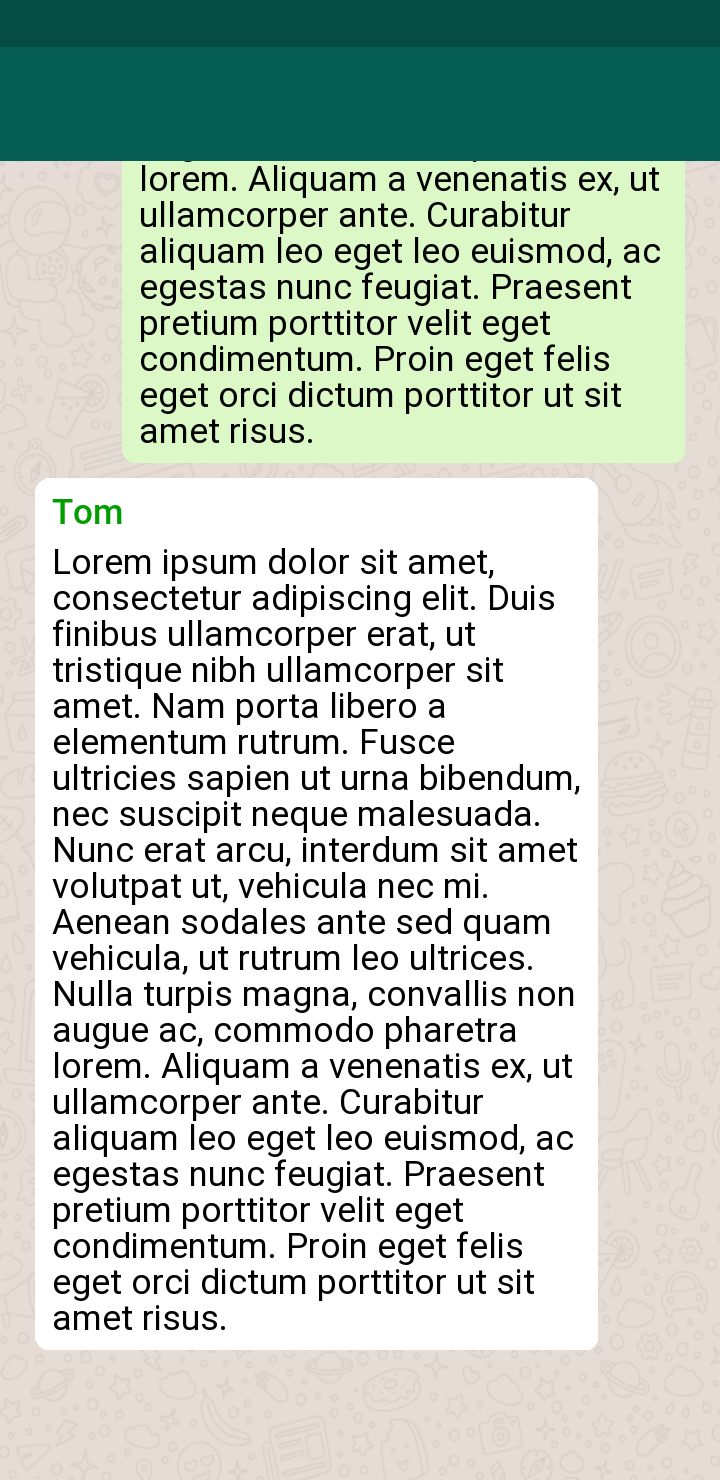 lorem. Aliquam a venenatis ex, ut
ullamcorper ante. Curabitur
aliquam leo eget leo euismod, ac
egestas nunc feugiat. Praesent
pretium porttitor velit eget
condimentum. Proin eget felis
eget orci dictum porttitor ut sit
amet risus.
Tom
Lorem ipsum dolor sit amet,
consectetur adipiscing elit. Duis
finibus ullamcorper erat, ut
tristique nibh ullamcorper sit
amet. Nam porta libero a
elementum rutrum. Fusce
ultricies sapien ut urna bibendum,
nec suscipit neque malesuada.
Nunc erat arcu, interdum sit amet
volutpat ut, vehicula nec mi.
Aenean sodales ante sed quam
vehicula, ut rutrum leo ultrices.
Nulla turpis magna, convallis non
augue ac, commodo pharetra
lorem. Aliquam a venenatis ex, ut
ullamcorper ante. Curabitur
aliquam leo eget leo euismod, ac
egestas nunc feugiat. Praesent
pretium porttitor velit eget
condimentum. Proin eget felis
eget orci dictum porttitor ut sit
amet risus.